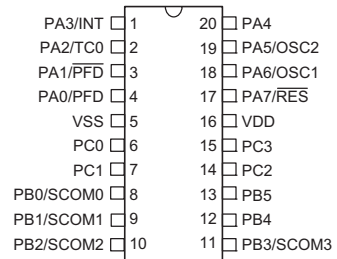 PA3/INT 1 20 PA4
PA2/TC0 2 19 PA5/OSC2
PA1/P̅F̅D̅ 3 18 PA6/OSC1
PA0/PFD 4 17 PA7/R̅E̅S̅
VSS 5 16 VDD
PC0 6 15 PC3
PC1 7 14 PC2
PB0/SCOM0 8 13 PB5
PB1/SCOM1 9 12 PB4
PB2/SCOM2 10 11 PB3/SCOM3